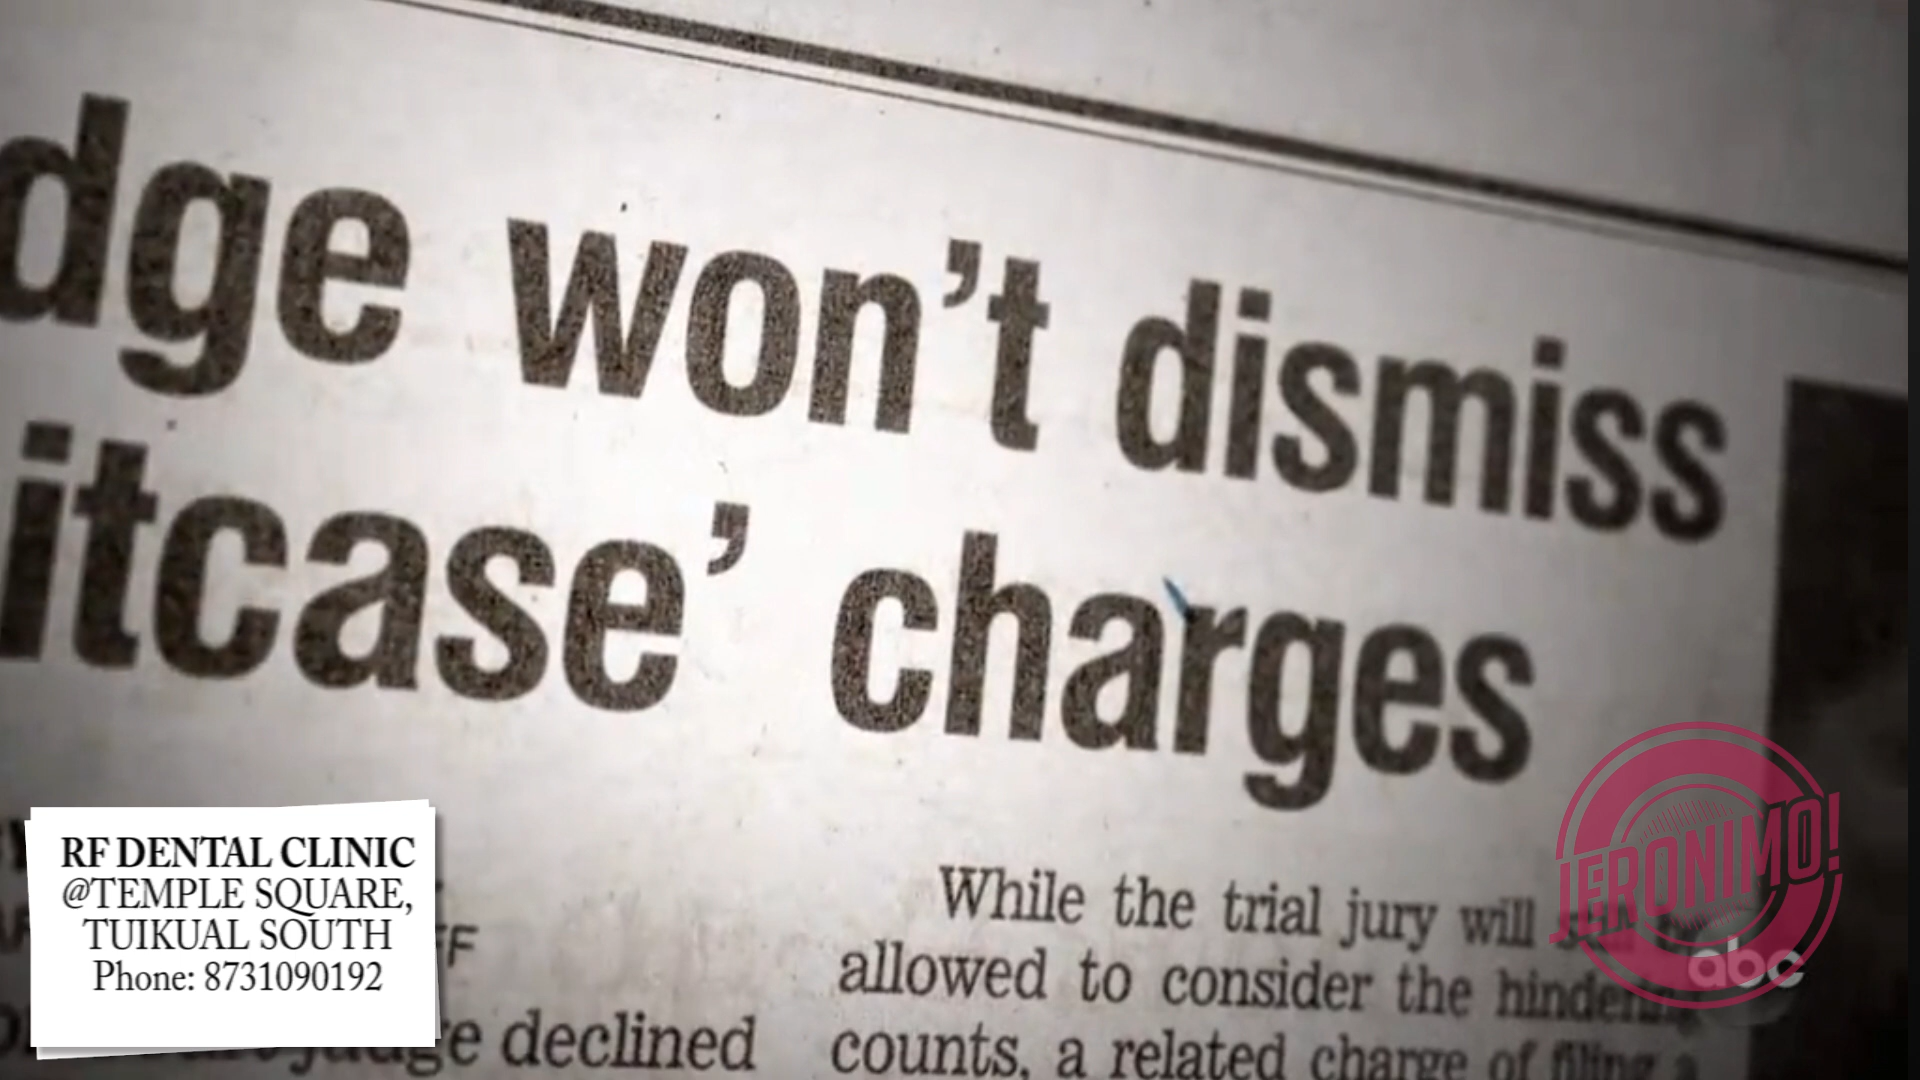 dge won't dismiss
itcase' charges
While the trial jury will
allowed to consider the
counts, a related charge of filing a
declined
RF DENTAL CLINIC
@TEMPLE SQUARE,
TUIKUAL SOUTH
Phone: 8731090192
JERONIMO!
abc